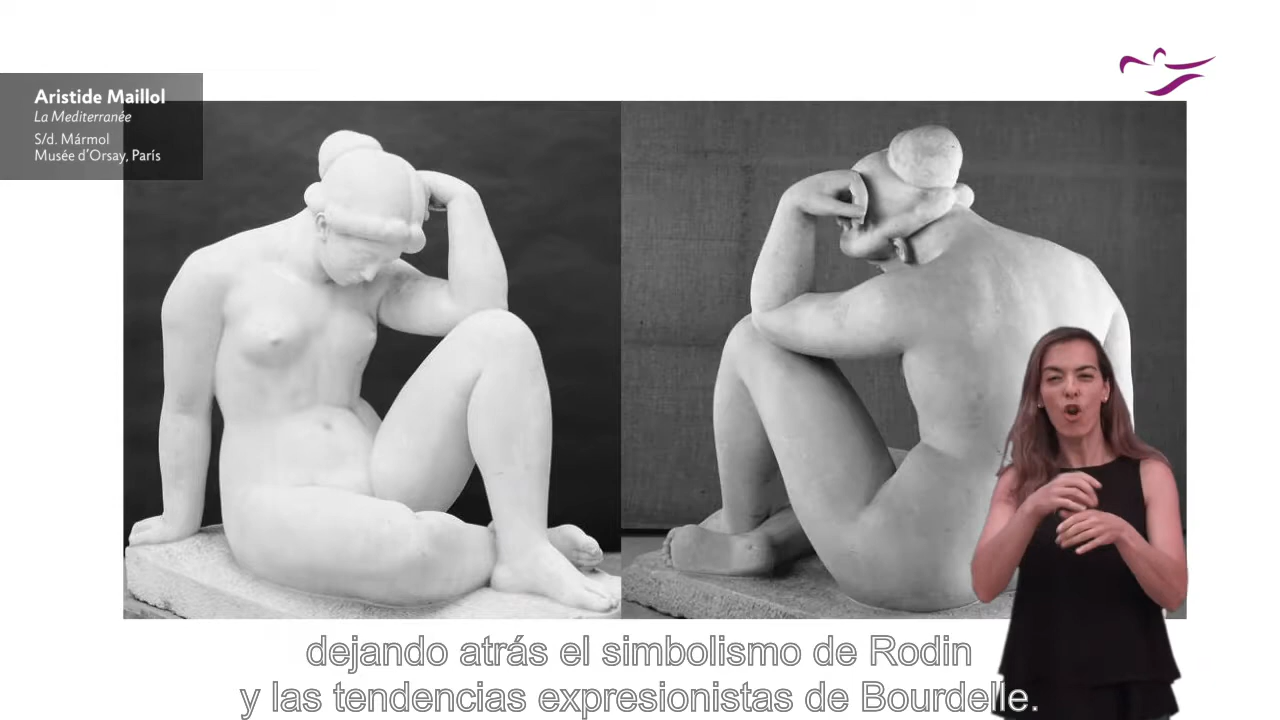 Aristide Maillol
La Mediterranée
S/d. Mármol
Musée d'Orsay, París
dejando atrás el simbolismo de Rodin
y las tendencias expresionistas de Bourdelle.